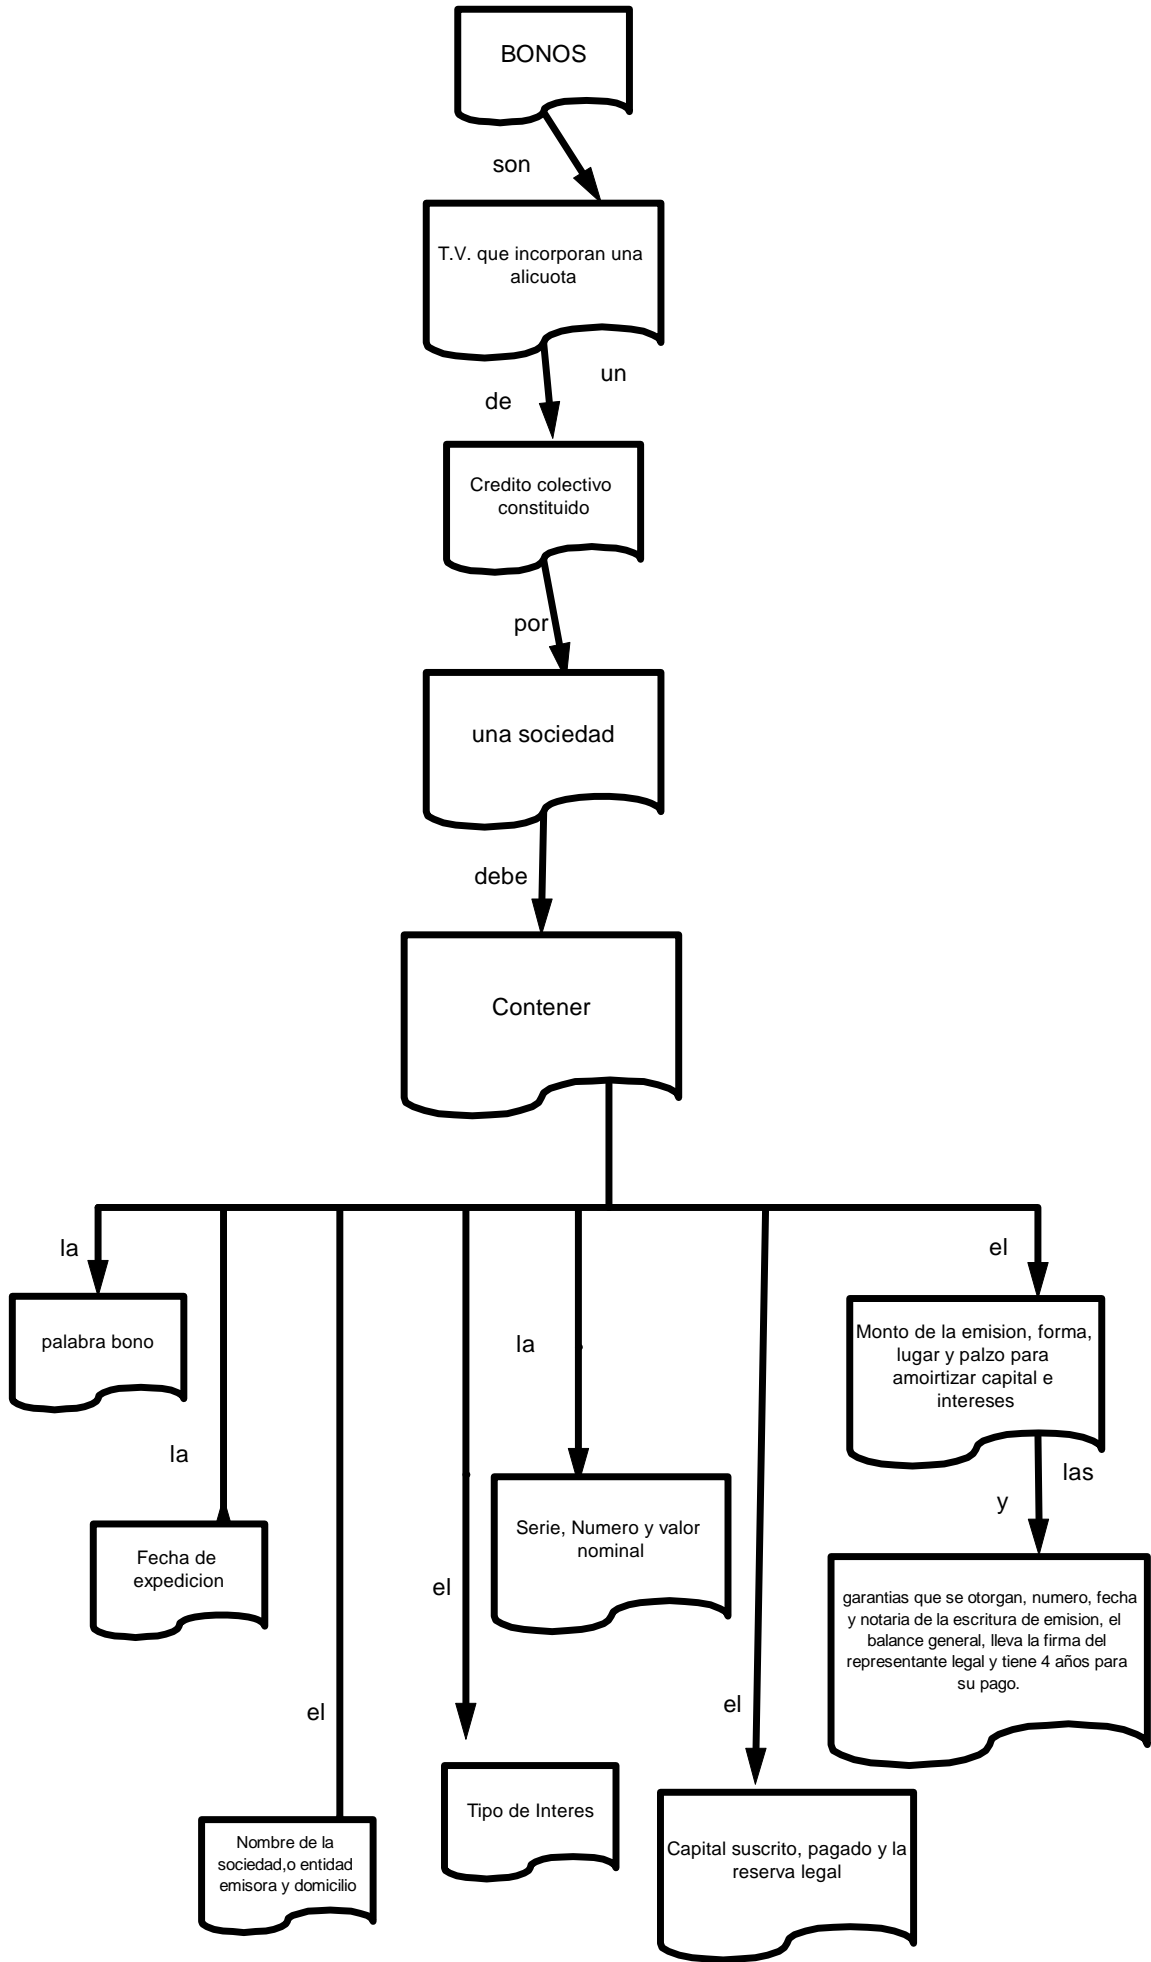 BONOS
son
T.V. que incorporan una
alicuota
un
de
Credito colectivo
constituido
por
una sociedad
debe
Contener
la
palabra bono
la
Fecha de
expedicion
el
Nombre de la
sociedad,o entidad
emisora y domicilio
el
Tipo de Interes
la
Serie, Numero y valor
nominal
el
Capital suscrito, pagado y la
reserva legal
el
Monto de la emision, forma,
lugar y palzo para
amoirtizar capital e
intereses
las
y
garantias que se otorgan, numero, fecha
y notaria de la escritura de emision, el
balance general, lleva la firma del
representante legal y tiene 4 años para
su pago.